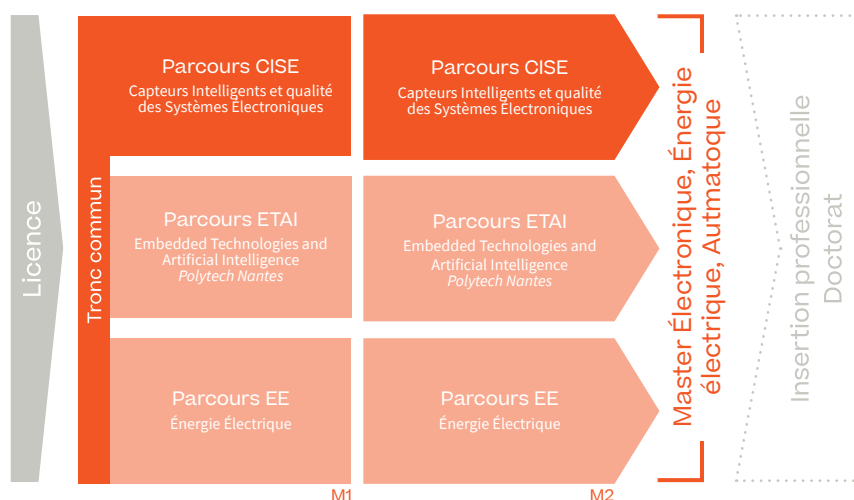 Licence
Tronc commun
Parcours CISE
Capteurs Intelligents et qualité
des Systèmes Électroniques
Parcours CISE
Capteurs Intelligents et qualité
des Systèmes Électroniques
Parcours ETAI
Embedded Technologies and
Artificial Intelligence
Polytech Nantes
Parcours ETAI
Embedded Technologies and
Artificial Intelligence
Polytech Nantes
Parcours EE
Énergie Électrique
Parcours EE
Énergie Électrique
M1
M2
Master Électronique, Énergie
électrique, Autmatoque
Insertion professionnelle
Doctorat